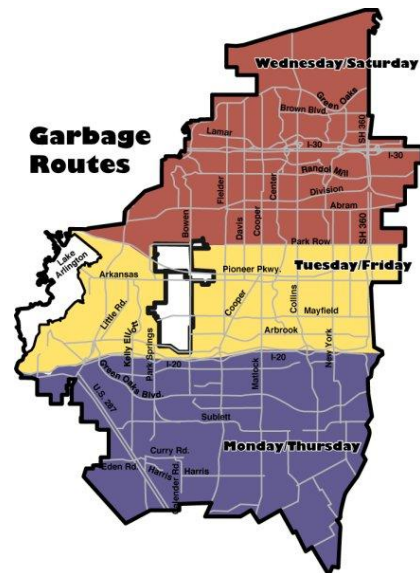 Wednesday/Saturday
Green Oaks
Brown Blvd.
Garbage
Routes
Lamar
SH 360
I-30
I-30
Randol Mill
Fielder
Center
Division
Bowen
Davis
Cooper
Abram
SH 360
Park Row
Lake
Arlington
Tuesday/Friday
Arkansas
Pioneer Pkwy.
Little Rd.
Cooper
Collins
Mayfield
Kelly Elliott
Park Springs
Arbrook
New York
I-20
I-20
Green Oaks Blvd.
Matlock
U.S. 287
Sublett
Monday/Thursday
Curry Rd.
Eden Rd.
Harris
Harris